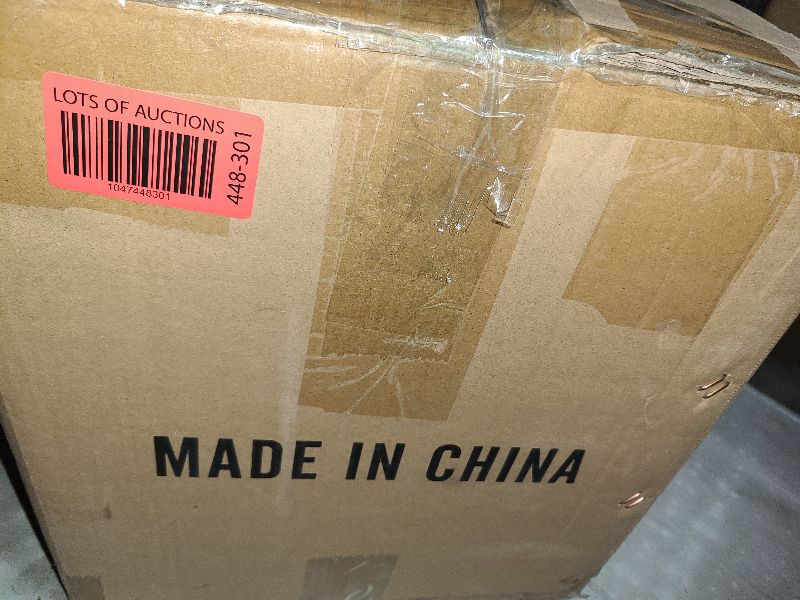 LOTS OF AUCTIONS
1047448301
448-301
MADE IN CHINA